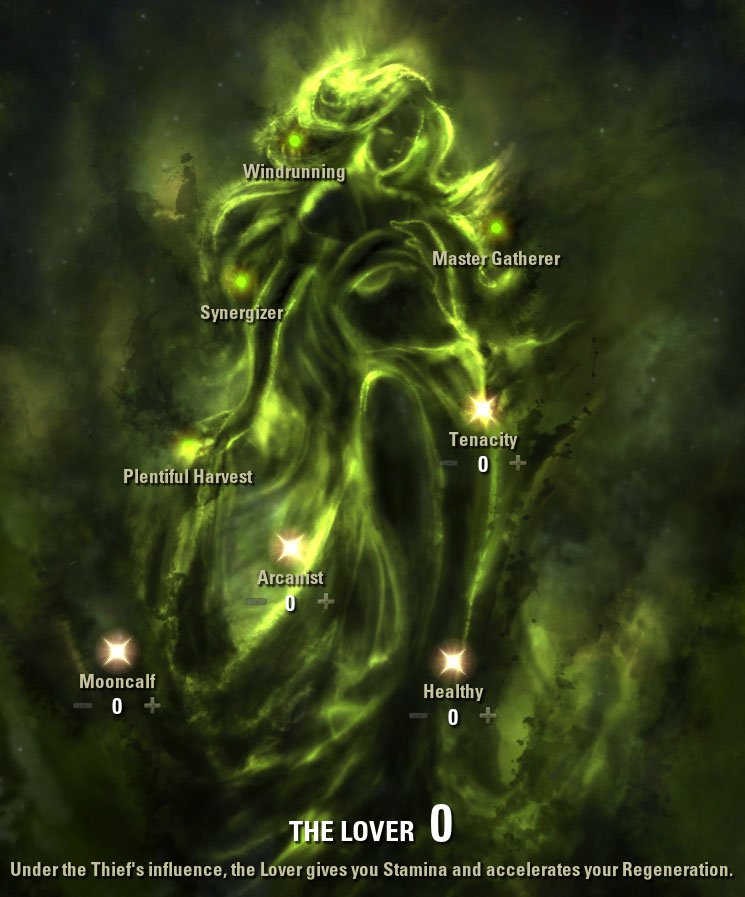 Windrunning
Master Gatherer
Synergizer
Tenacity
0
Plentiful Harvest
Arcanist
0
Mooncalf
0
Healthy
0
THE LOVER 0
Under the Thief's influence, the Lover gives you Stamina and accelerates your Regeneration.